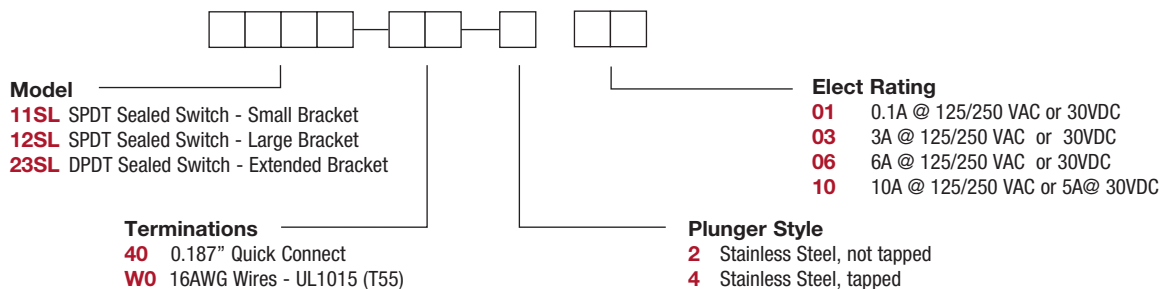 Model
11SL SPDT Sealed Switch - Small Bracket
12SL SPDT Sealed Switch - Large Bracket
23SL DPDT Sealed Switch - Extended Bracket
Terminations
40 0.187” Quick Connect
W0 16AWG Wires - UL1015 (T55)
Elect Rating
01 0.1A @ 125/250 VAC or 30VDC
03 3A @ 125/250 VAC or 30VDC
06 6A @ 125/250 VAC or 30VDC
10 10A @ 125/250 VAC or 5A@ 30VDC
Plunger Style
2 Stainless Steel, not tapped
4 Stainless Steel, tapped